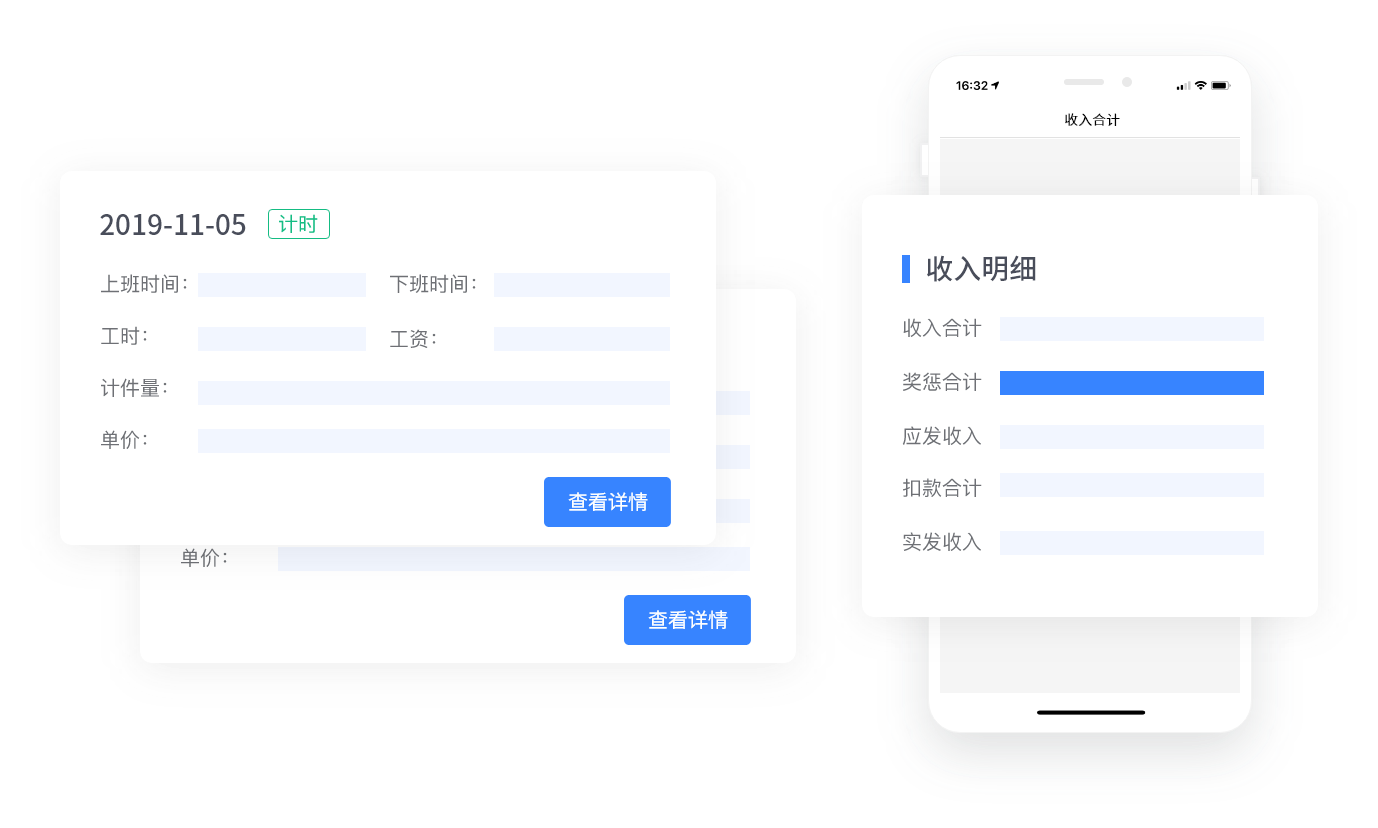 2019-11-05 计时
上班时间: 下班时间:
工时: 工资:
计件量:
单价:
查看详情
单价:
查看详情
16:32
收入合计
收入明细
收入合计
奖惩合计
应发收入
扣款合计
实发收入